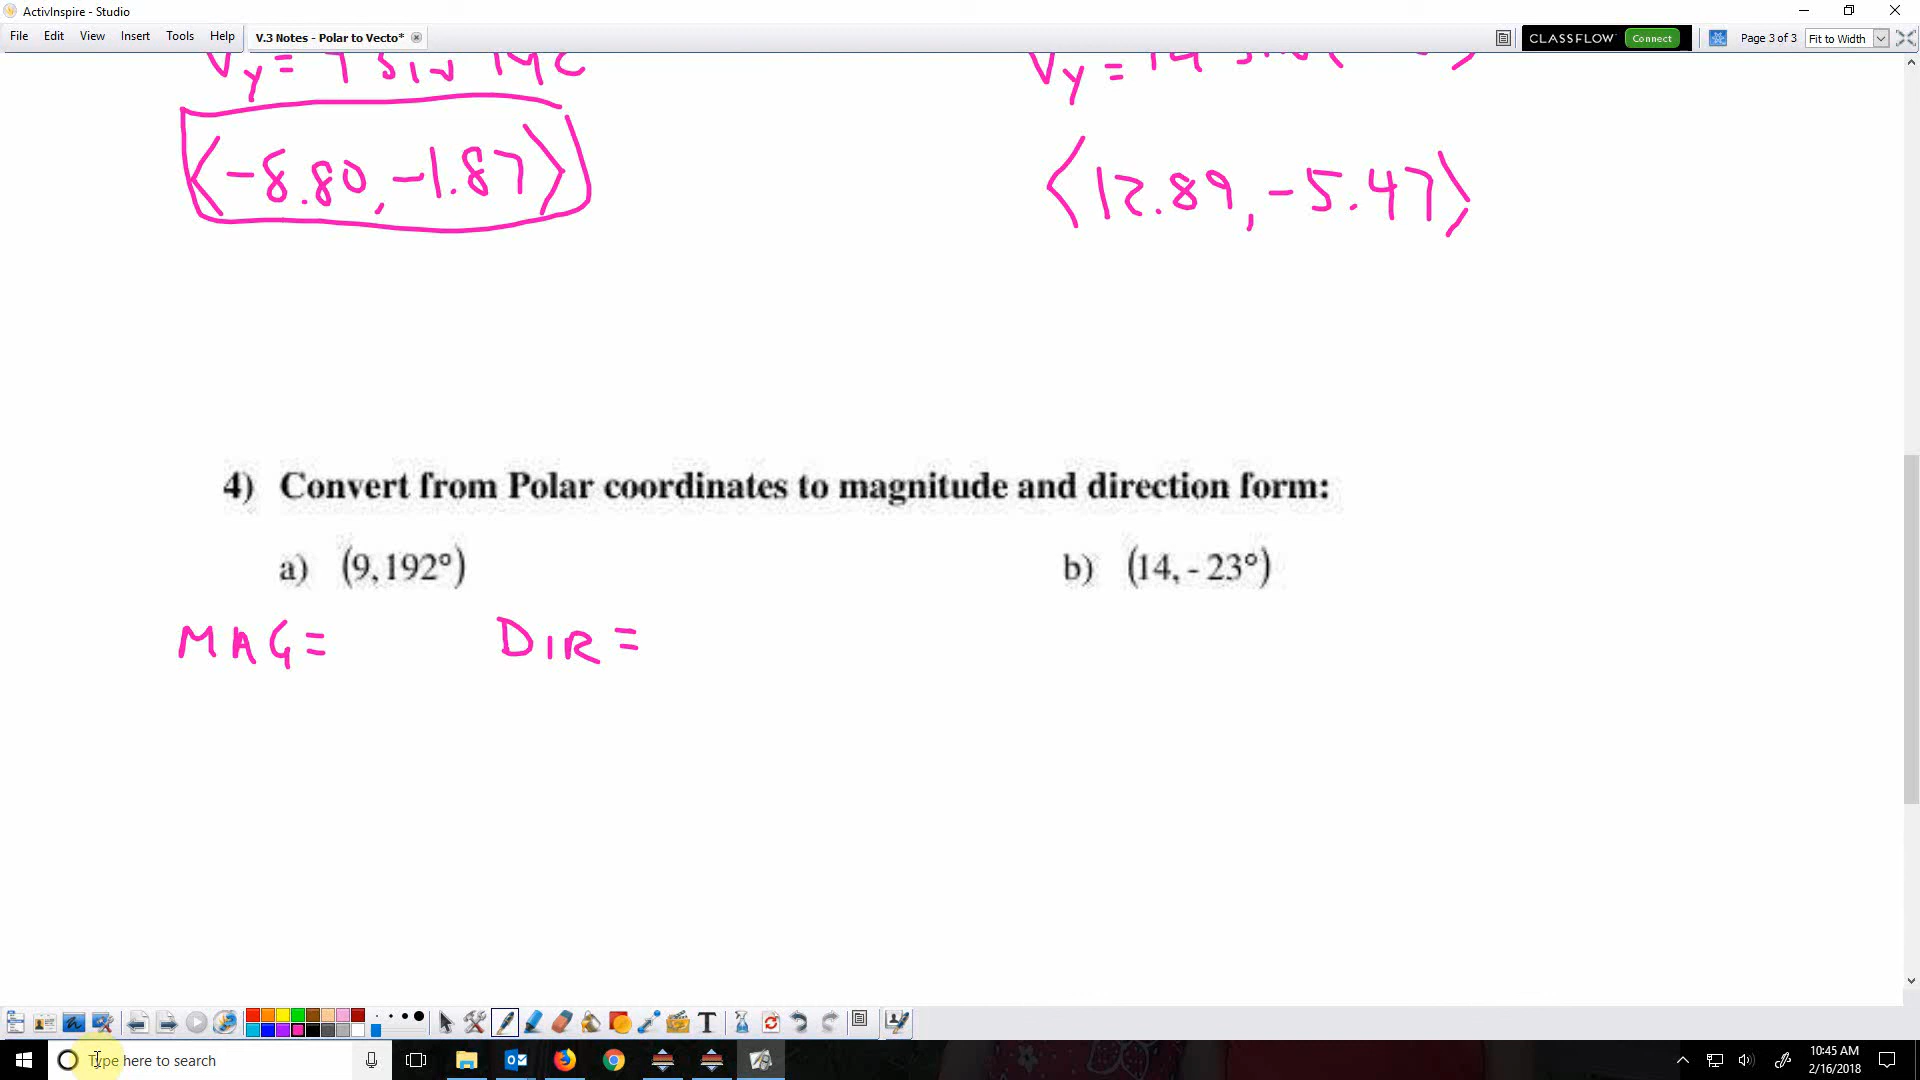 ActivInspire - Studio
File Edit View Insert Tools Help V.3 Notes - Polar to Vecto* CLASSFLOW Connect Page 3 of 3 Fit to Width
⟨-8.80, -1.87⟩ ⟨12.89, -5.47⟩
4) Convert from Polar coordinates to magnitude and direction form:
a) (9,192°) b) (14, - 23°)
MAG= DIR=
Type here to search
10:45 AM
2/16/2018